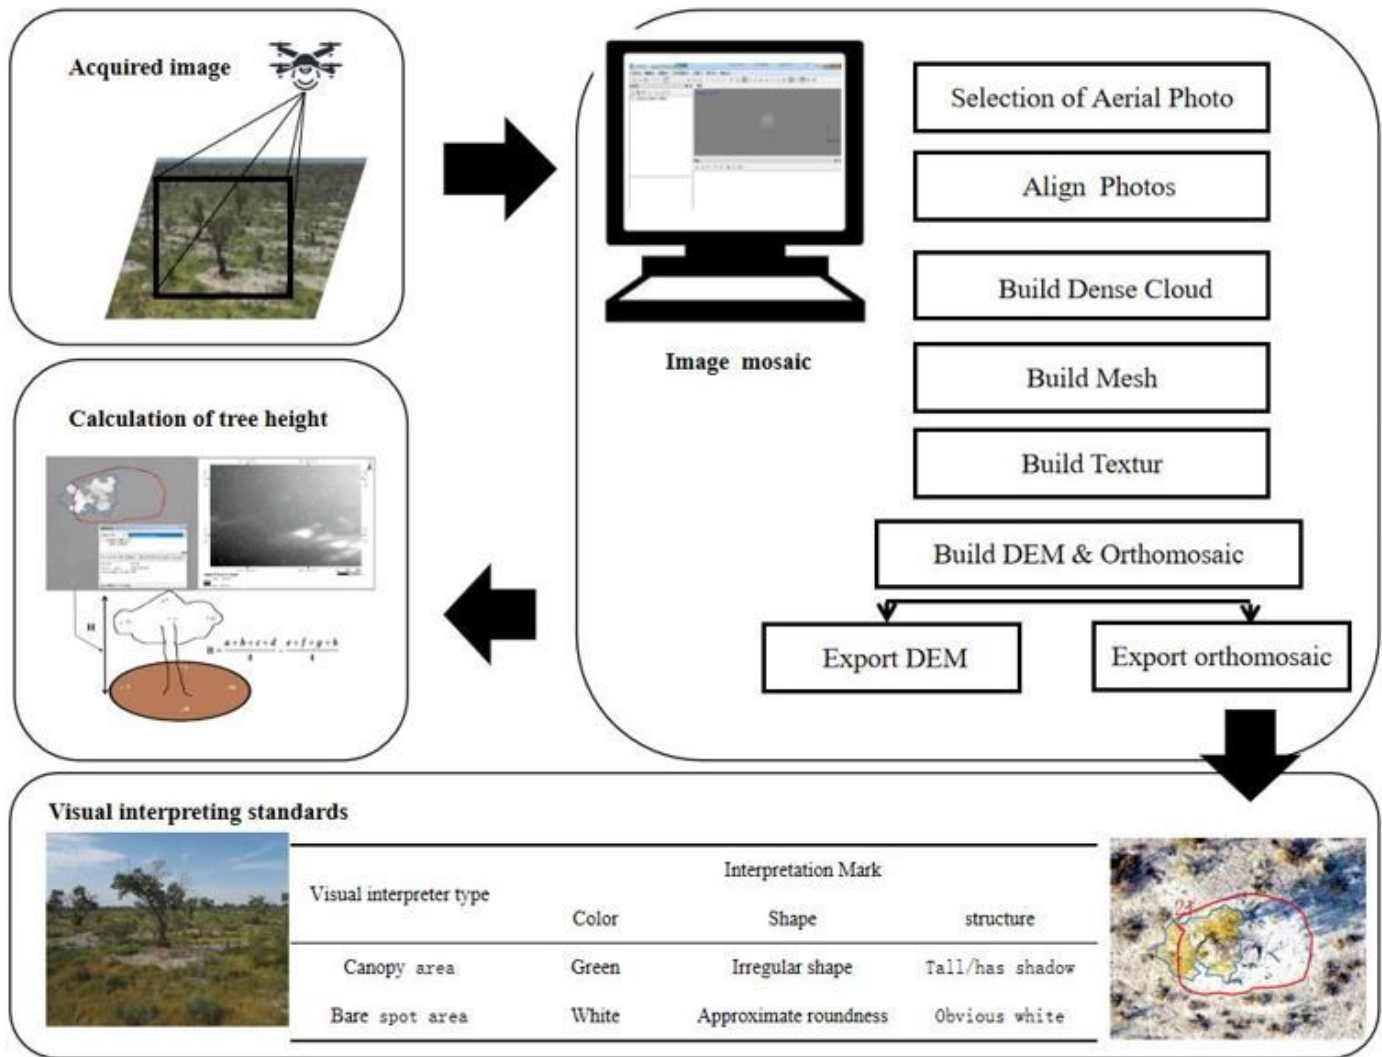 Acquired image
Image mosaic
Selection of Aerial Photo
Align Photos
Build Dense Cloud
Build Mesh
Build Textur
Build DEM & Orthomosaic
Export DEM
Export orthomosaic
Calculation of tree height
H
H = a+b+c+d / 4 - e+f+g+h / 4
Visual interpreting standards
Visual interpreter type
Interpretation Mark
Color Shape structure
Canopy area Green Irregular shape Tall/has shadow
Bare spot area White Approximate roundness Obvious white